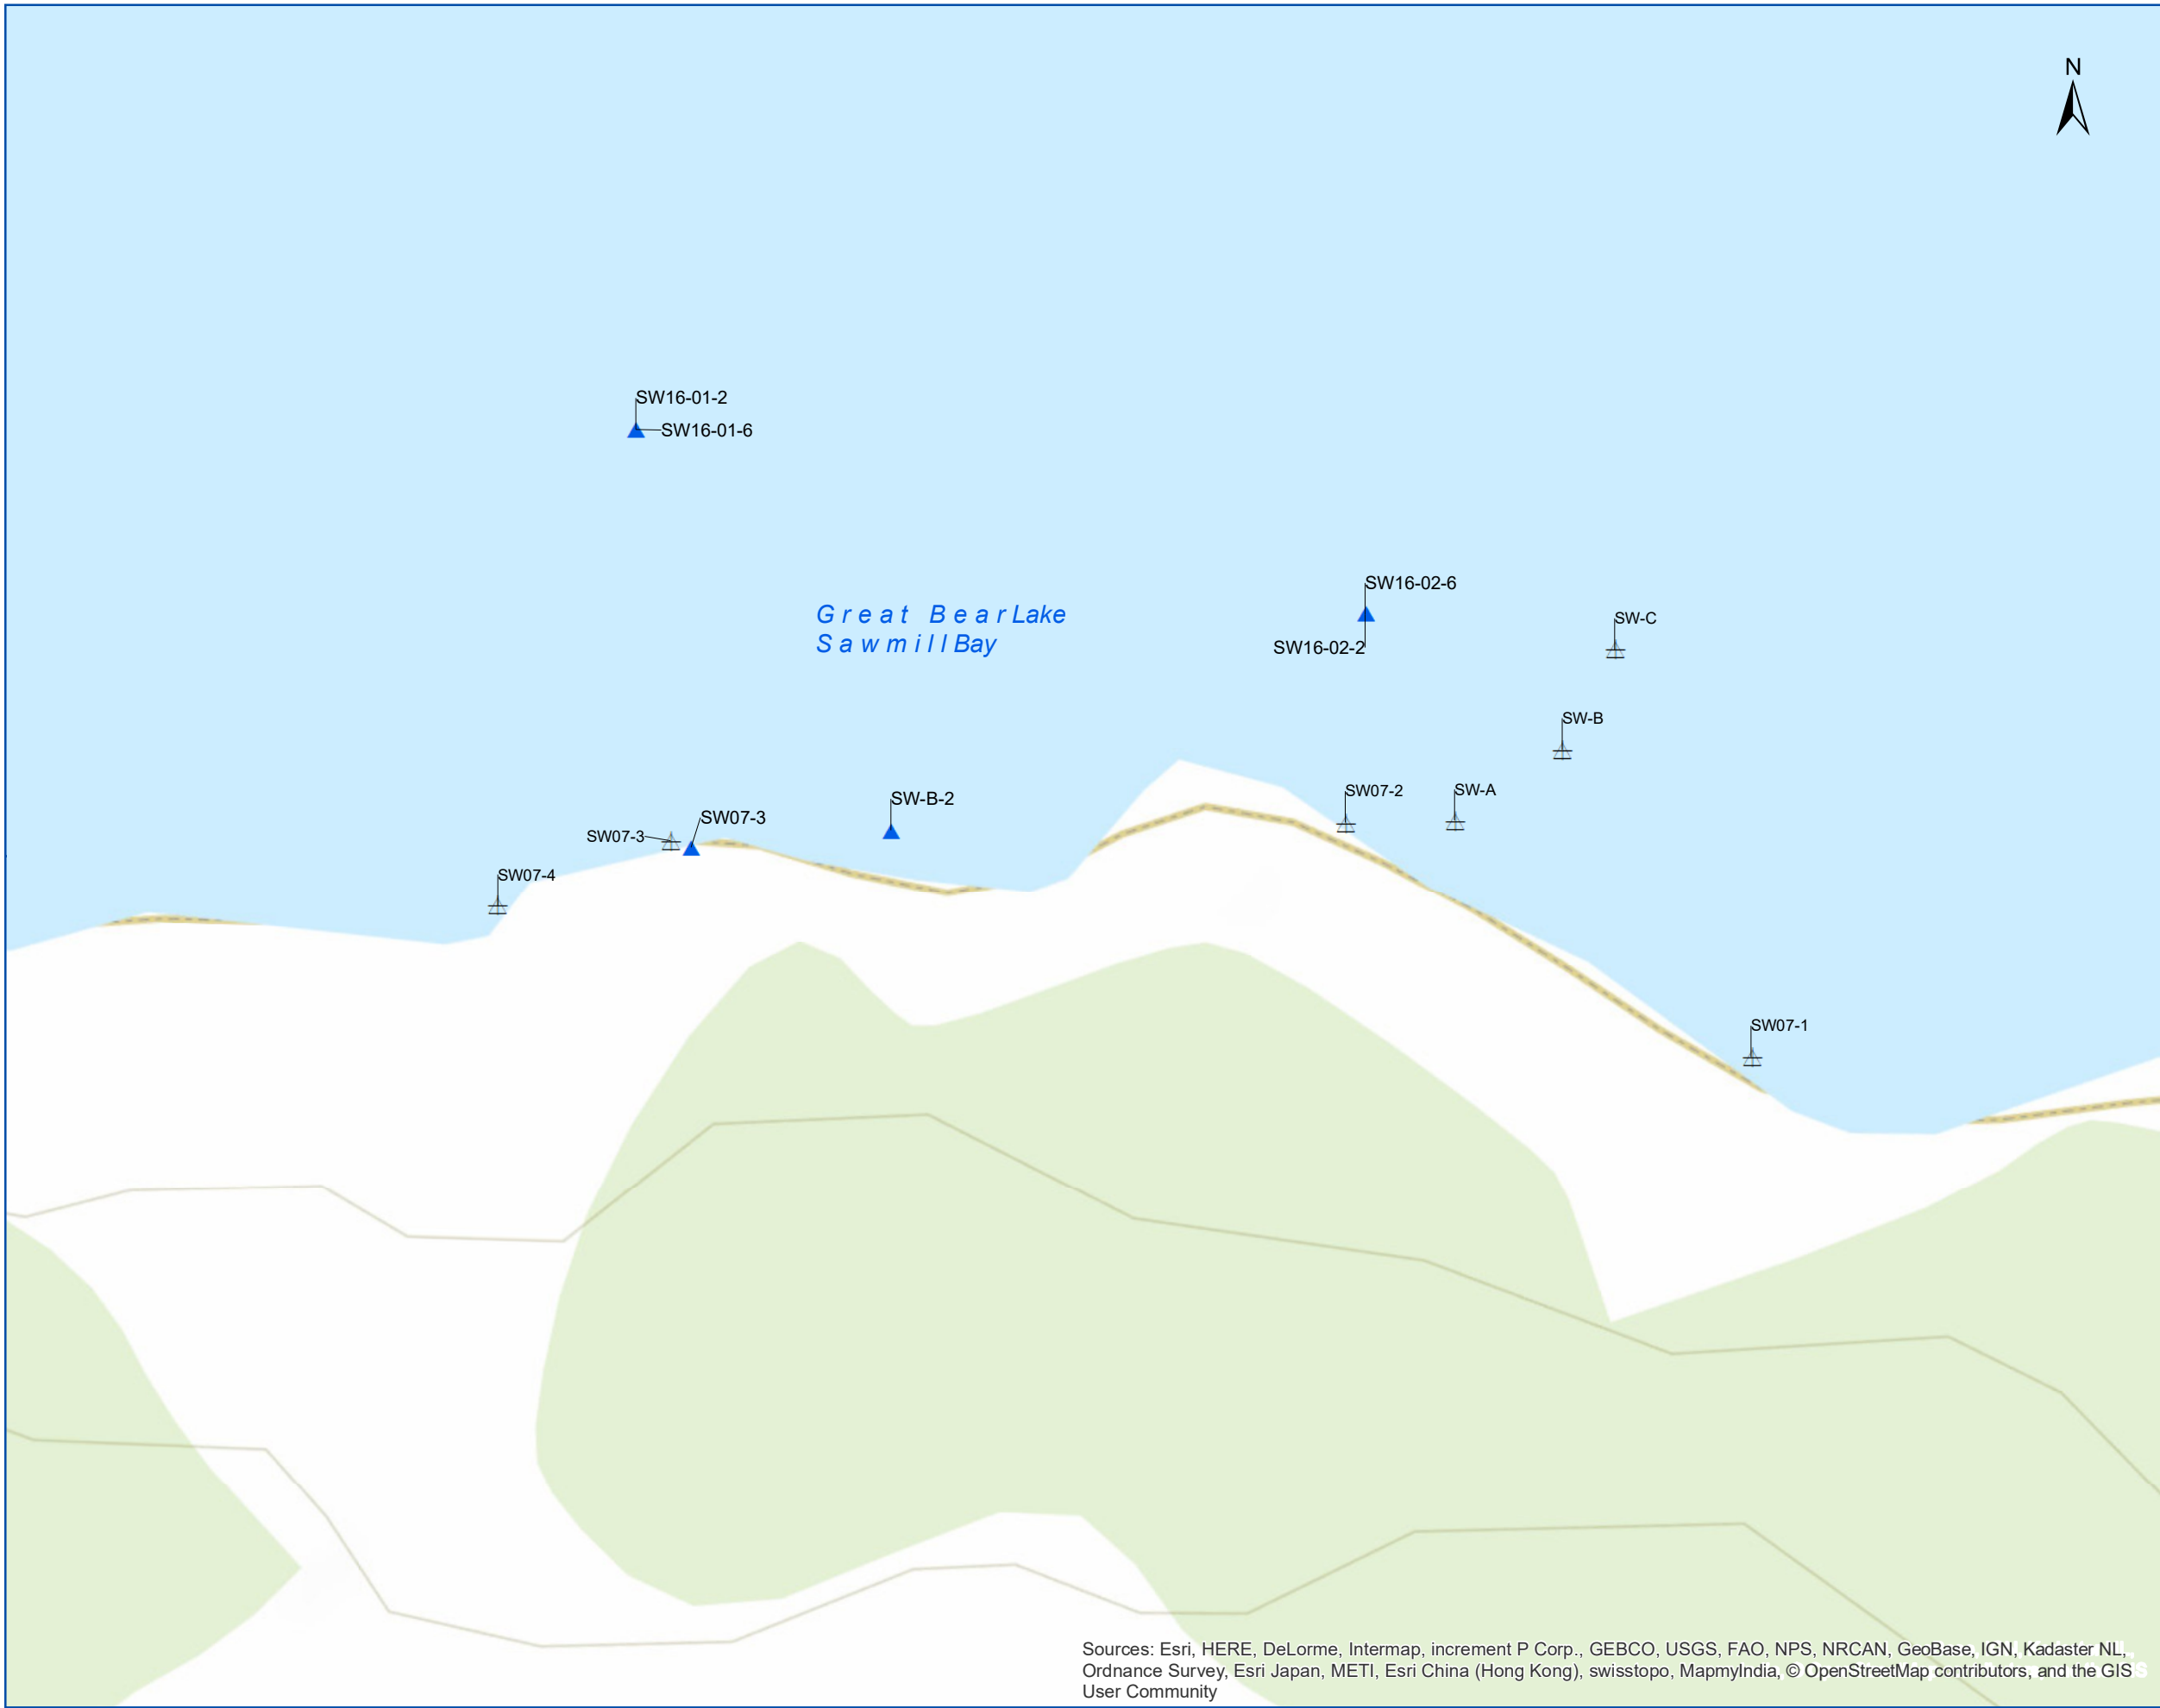 N
SW16-01-2
SW16-01-6
SW16-02-6
Great Bear Lake
Sawmill Bay
SW-C
SW16-02-2
SW-B
SW-B-2
SW07-2
SW-A
SW07-3
SW07-3
SW07-4
SW07-1
Sources: Esri, HERE, DeLorme, Intermap, increment P Corp., GEBCO, USGS, FAO, NPS, NRCAN, GeoBase, IGN, Kadaster NL,
Ordnance Survey, Esri Japan, METI, Esri China (Hong Kong), swisstopo, MapmyIndia, © OpenStreetMap contributors, and the GIS
User Community